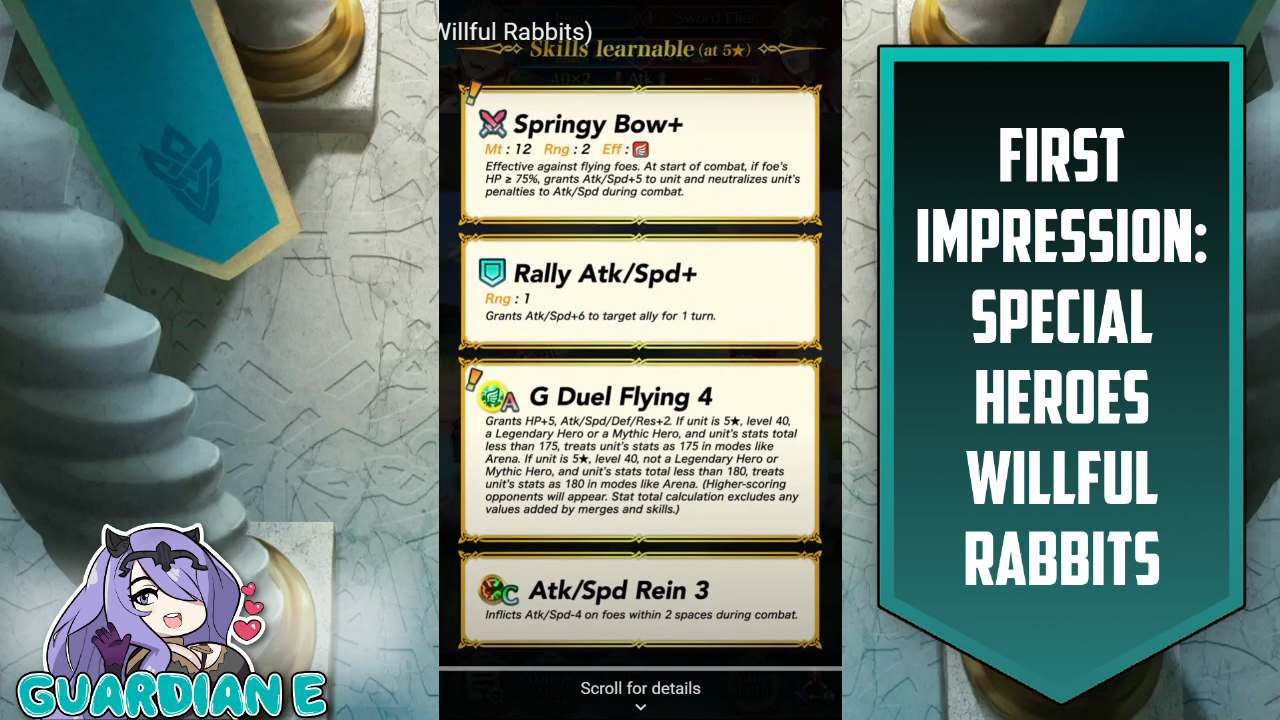 Willful Rabbits)
Sword Flier
Skills learnable (at 5★)
40×2 Atk
Springy Bow+
Mt : 12 Rng : 2 Eff :
Effective against flying foes. At start of combat, if foe's
HP ≥ 75%, grants Atk/Spd+5 to unit and neutralizes unit's
penalties to Atk/Spd during combat.
Rally Atk/Spd+
Rng : 1
Grants Atk/Spd+6 to target ally for 1 turn.
A G Duel Flying 4
Grants HP+5, Atk/Spd/Def/Res+2. If unit is 5★, level 40,
a Legendary Hero or a Mythic Hero, and unit's stats total
less than 175, treats unit's stats as 175 in modes like
Arena. If unit is 5★, level 40, not a Legendary Hero or
Mythic Hero, and unit's stats total less than 180, treats
unit's stats as 180 in modes like Arena. (Higher-scoring
opponents will appear. Stat total calculation excludes any
values added by merges and skills.)
C Atk/Spd Rein 3
Inflicts Atk/Spd-4 on foes within 2 spaces during combat.
Scroll for details
FIRST
IMPRESSION:
SPECIAL
HEROES
WILLFUL
RABBITS
GUARDIAN E